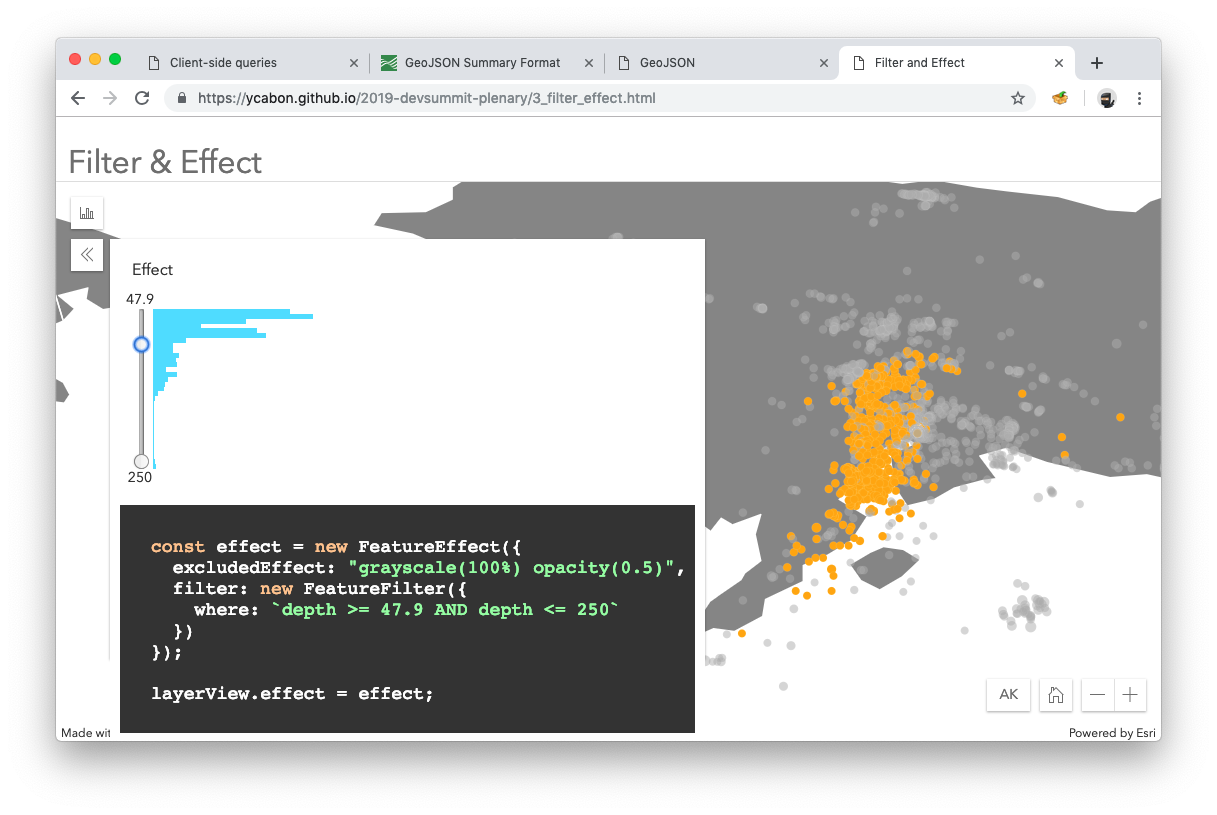 Client-side queries
GeoJSON Summary Format
GeoJSON
Filter and Effect
https://ycabon.github.io/2019-devsummit-plenary/3_filter_effect.html
Filter & Effect
Effect
47.9
250
const effect = new FeatureEffect({
  excludedEffect: "grayscale(100%) opacity(0.5)",
  filter: new FeatureFilter({
    where: `depth >= 47.9 AND depth <= 250`
  })
});
layerView.effect = effect;
AK
Made wit
Powered by Esri